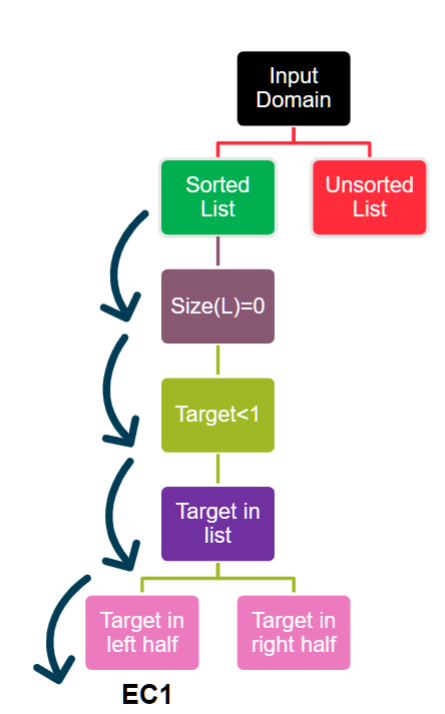 Input
Domain
Sorted
List
Unsorted
List
Size(L)=0
Target<1
Target in
list
Target in
left half
Target in
right half
EC1